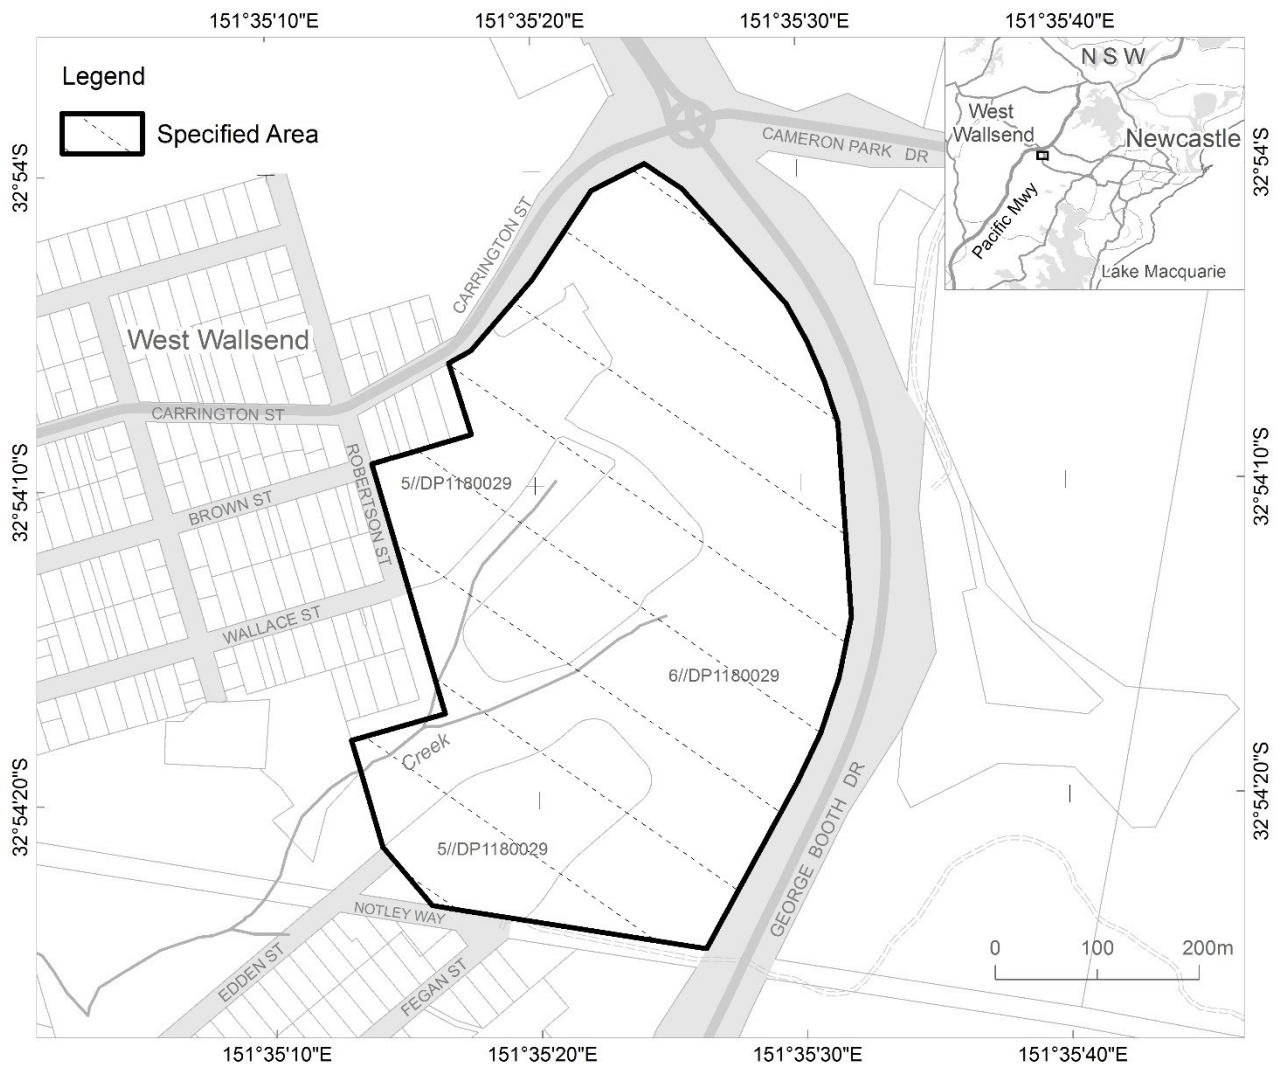 151°35'10"E
151°35'20"E
151°35'30"E
151°35'40"E
Legend
Specified Area
N S W
West
Wallsend
Newcastle
Pacific Mwy
Lake Macquarie
CAMERON PARK DR
32°54'S
32°54'S
CARRINGTON ST
West Wallsend
CARRINGTON ST
ROBERTSON ST
BROWN ST
5//DP1180029
32°54'10"S
32°54'10"S
WALLACE ST
6//DP1180029
Creek
32°54'20"S
32°54'20"S
5//DP1180029
GEORGE BOOTH DR
NOTLEY WAY
EDDEN ST
FEGAN ST
0 100 200m
151°35'10"E
151°35'20"E
151°35'30"E
151°35'40"E